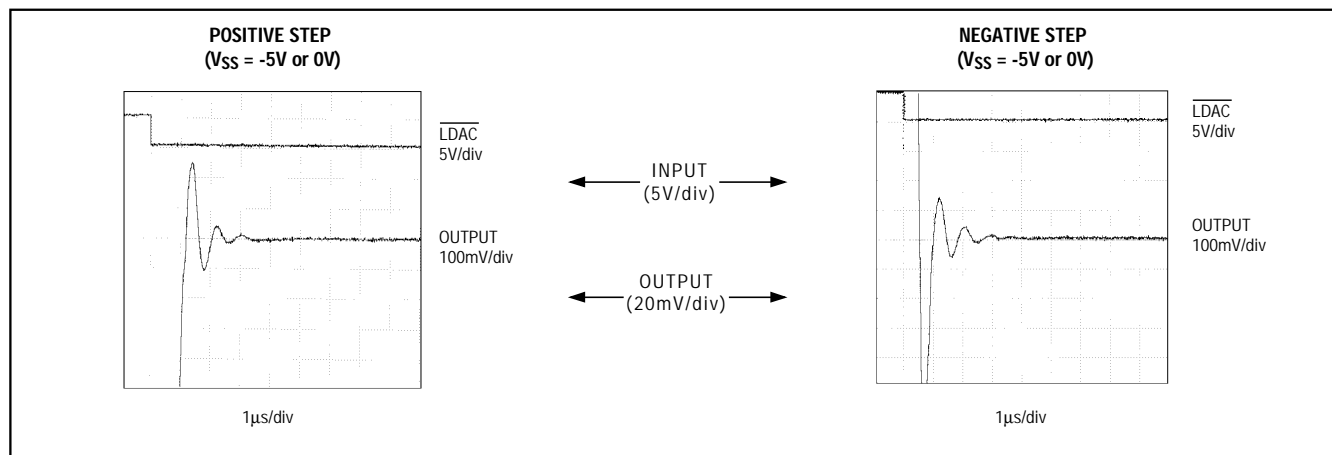 POSITIVE STEP
(VSS = -5V or 0V)
LDAC
5V/div
OUTPUT
100mV/div
1µs/div
INPUT
(5V/div)
OUTPUT
(20mV/div)
NEGATIVE STEP
(VSS = -5V or 0V)
LDAC
5V/div
OUTPUT
100mV/div
1µs/div